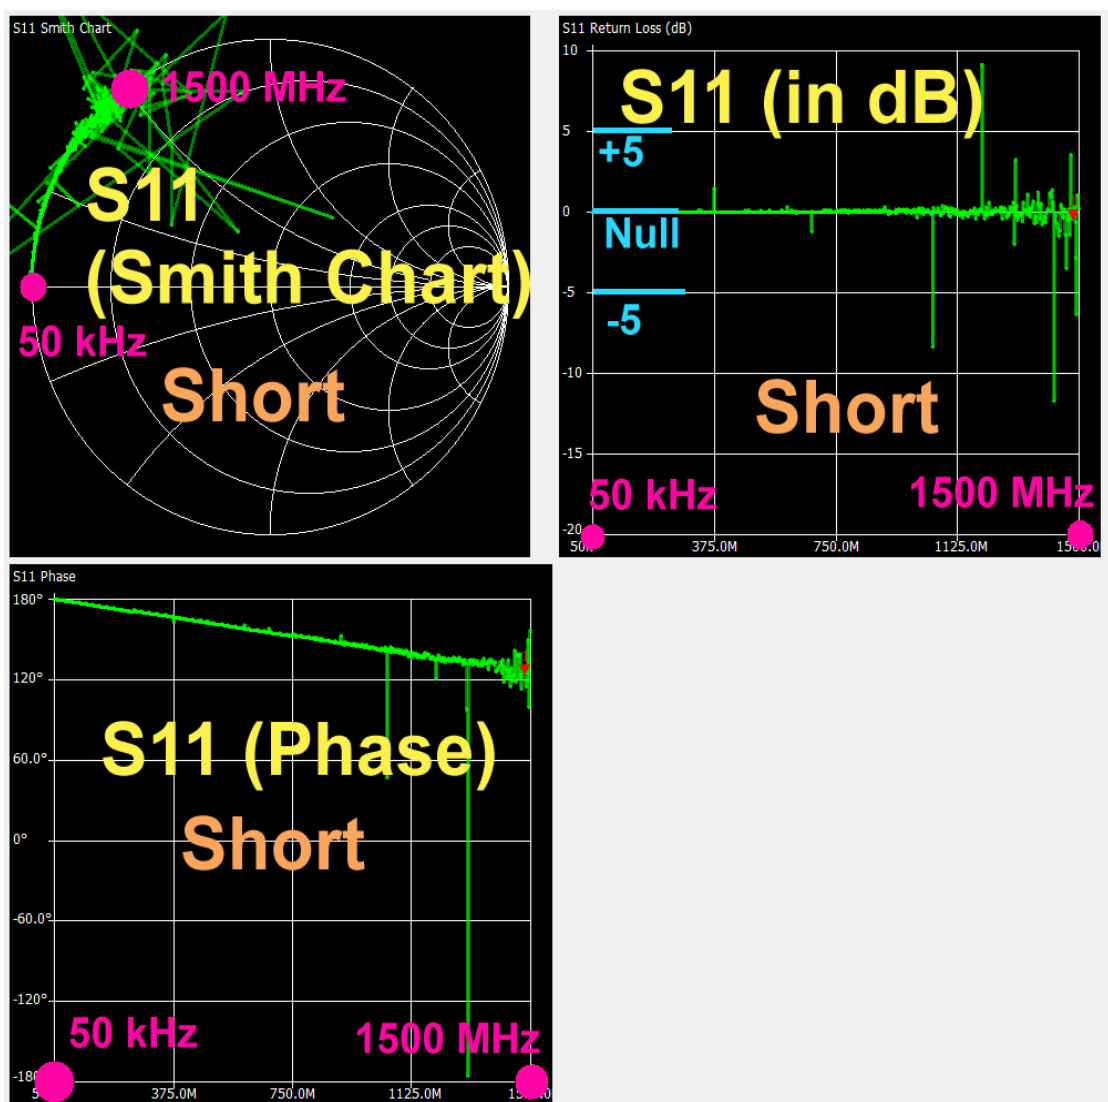 S11 Smith Chart
1500 MHz
S11
(Smith Chart)
50 kHz
Short
S11 Return Loss (dB)
10
S11 (in dB)
5
+5
0
Null
-5
-5
-10
Short
-15
50 kHz
1500 MHz
-20
375.0M
750.0M
1125.0M
S11 Phase
180°
120°
S11 (Phase)
60.0°
Short
0°
-60.0°
-120°
50 kHz
1500 MHz
375.0M
750.0M
1125.0M